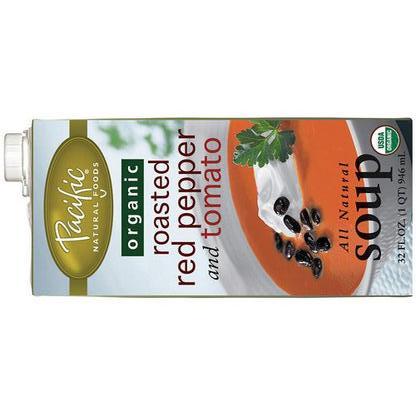 Pacific®
NATURAL FOODS
organic
roasted
red pepper
and tomato
All Natural
soup
32 FL.OZ. (1 QT) 946 mL
USDA
ORGANIC